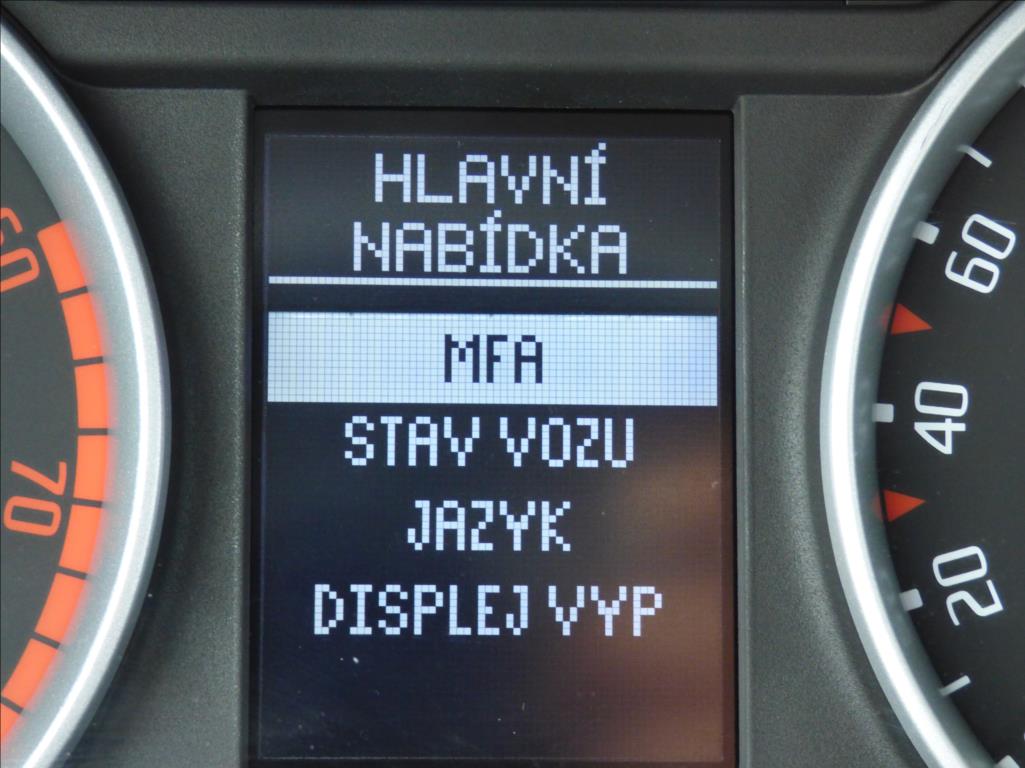 HLAVNÍ
NABÍDKA
MFA
STAV VOZU
JAZYK
DISPLEJ VYP
60
70
60
40
20